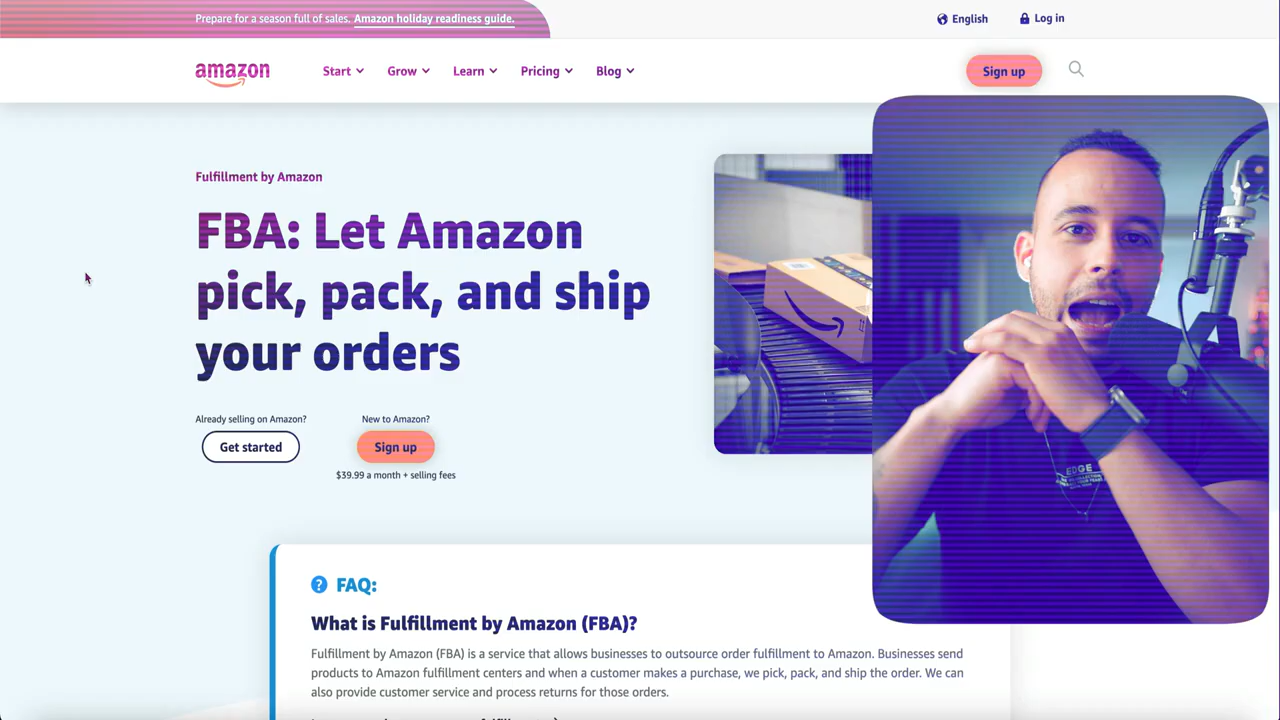 Prepare for a season full of sales. Amazon holiday readiness guide.
English
Log in
amazon
Start
Grow
Learn
Pricing
Blog
Sign up
Fulfillment by Amazon
FBA: Let Amazon
pick, pack, and ship
your orders
Already selling on Amazon?
New to Amazon?
Get started
Sign up
$39.99 a month + selling fees
EDGE
FAQ:
What is Fulfillment by Amazon (FBA)?
Fulfillment by Amazon (FBA) is a service that allows businesses to outsource order fulfillment to Amazon. Businesses send
products to Amazon fulfillment centers and when a customer makes a purchase, we pick, pack, and ship the order. We can
also provide customer service and process returns for those orders.